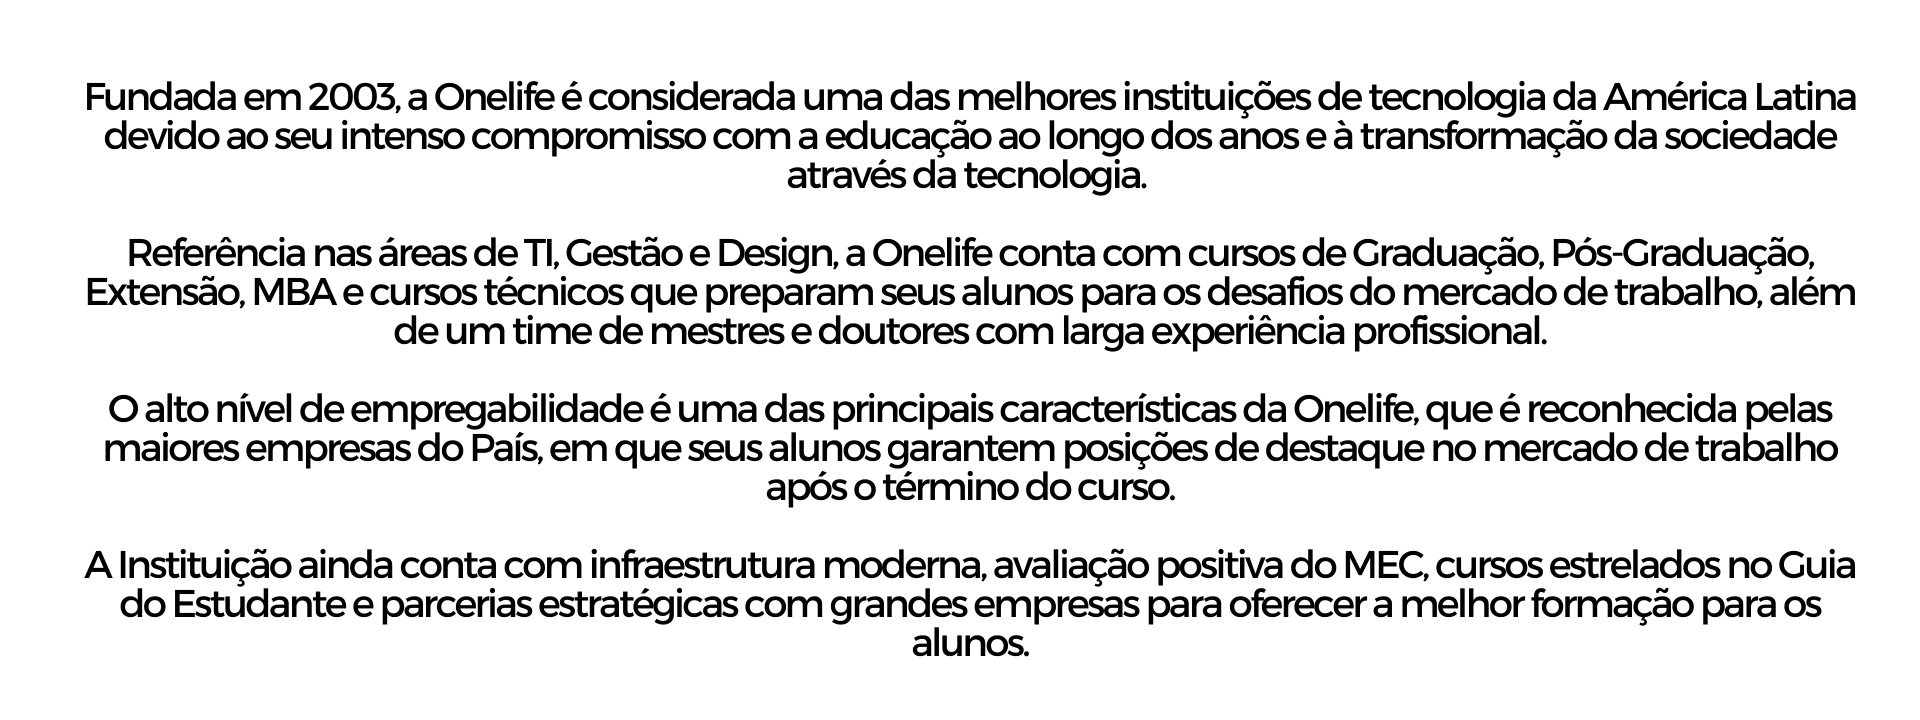 Fundada em 2003, a Onelife é considerada uma das melhores instituições de tecnologia da América Latina
devido ao seu intenso compromisso com a educação ao longo dos anos e à transformação da sociedade
através da tecnologia.
Referência nas áreas de TI, Gestão e Design, a Onelife conta com cursos de Graduação, Pós-Graduação,
Extensão, MBA e cursos técnicos que preparam seus alunos para os desafios do mercado de trabalho, além
de um time de mestres e doutores com larga experiência profissional.
O alto nível de empregabilidade é uma das principais características da Onelife, que é reconhecida pelas
maiores empresas do País, em que seus alunos garantem posições de destaque no mercado de trabalho
após o término do curso.
A Instituição ainda conta com infraestrutura moderna, avaliação positiva do MEC, cursos estrelados no Guia
do Estudante e parcerias estratégicas com grandes empresas para oferecer a melhor formação para os
alunos.